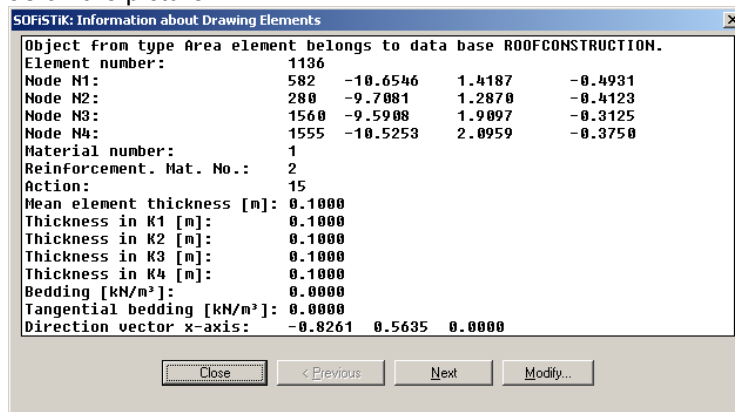 SOFiSTiK: Information about Drawing Elements
Object from type Area element belongs to data base ROOFCONSTRUCTION.
Element number: 1136
Node N1: 582 -10.6546 1.4187 -0.4931
Node N2: 280 -9.7081 1.2870 -0.4123
Node N3: 1560 -9.5908 1.9097 -0.3125
Node N4: 1555 -10.5253 2.0959 -0.3750
Material number: 1
Reinforcement. Mat. No.: 2
Action: 15
Mean element thickness [m]: 0.1000
Thickness in K1 [m]: 0.1000
Thickness in K2 [m]: 0.1000
Thickness in K3 [m]: 0.1000
Thickness in K4 [m]: 0.1000
Bedding [kN/m³]: 0.0000
Tangential bedding [kN/m³]: 0.0000
Direction vector x-axis: -0.8261 0.5635 0.0000
Close < Previous Next Modify...